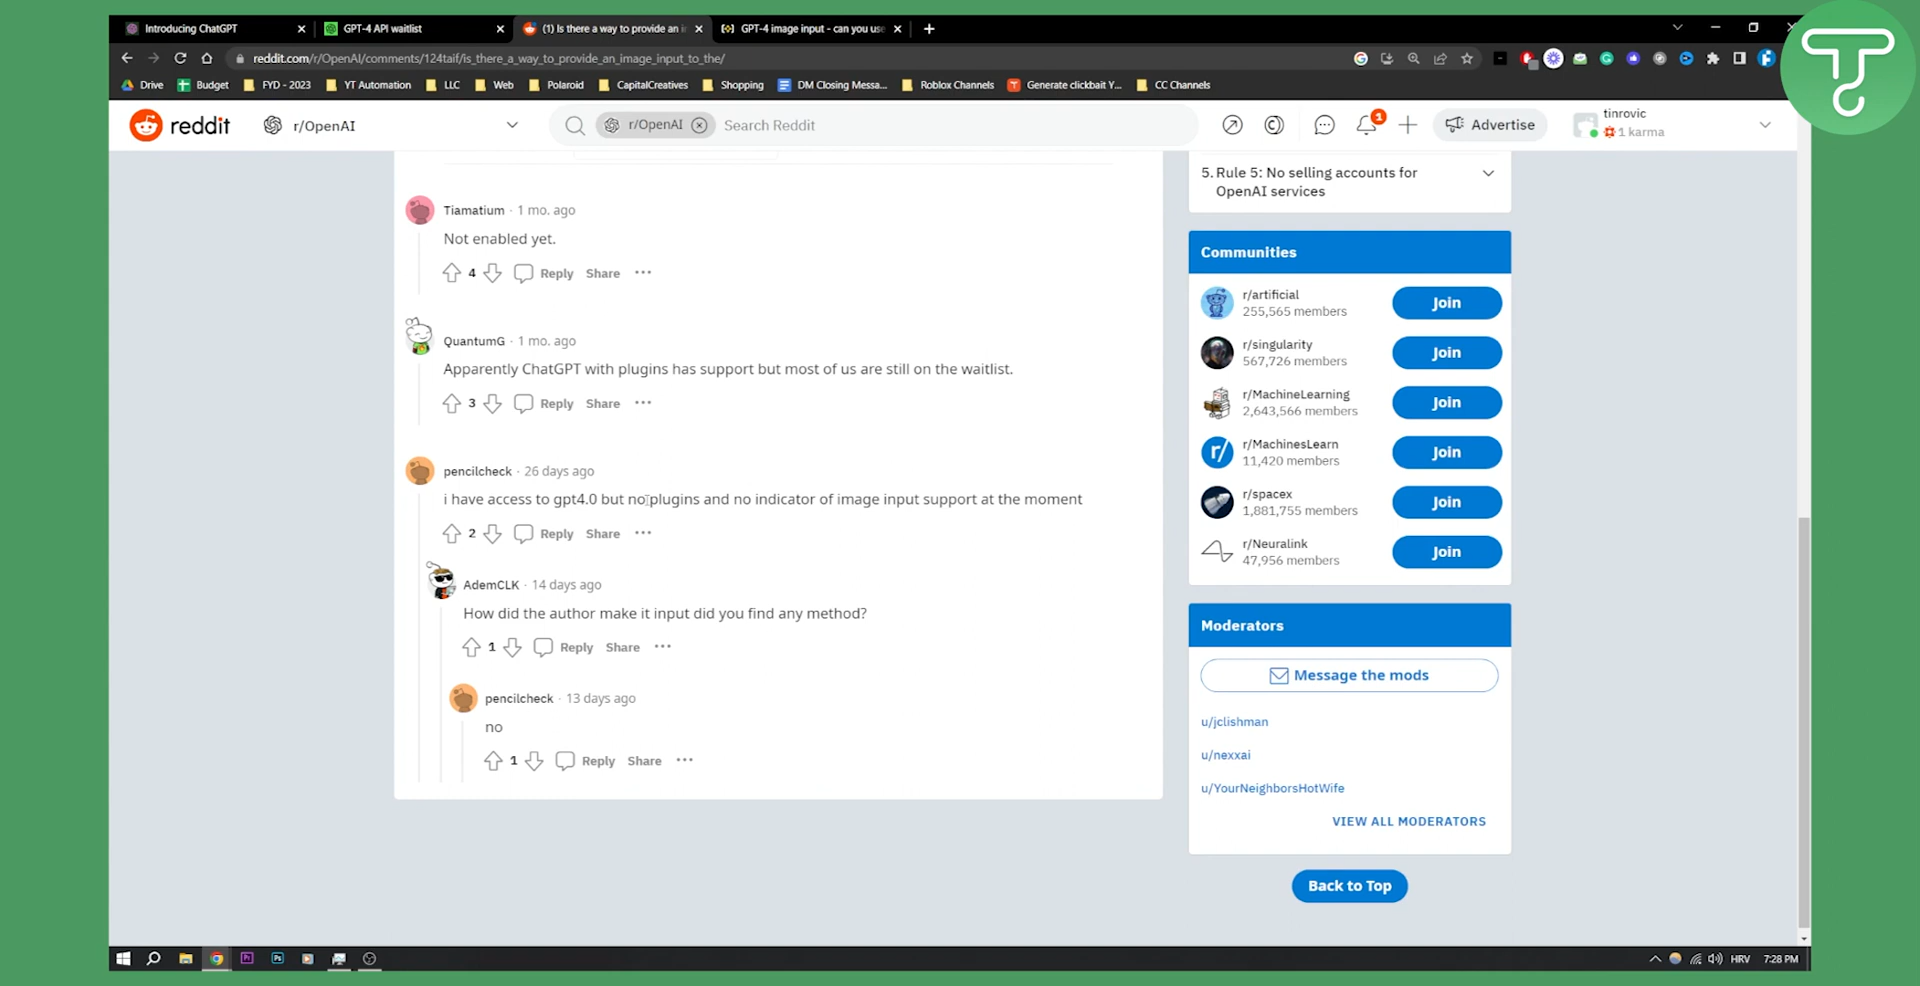 Introducing ChatGPT
GPT-4 API waitlist
(1) Is there a way to provide an i
GPT-4 image input - can you use
reddit.com/r/OpenAI/comments/124taif/is_there_a_way_to_provide_an_image_input_to_the/
Drive
Budget
FYD - 2023
YT Automation
LLC
Web
Polaroid
CapitalCreatives
Shopping
DM Closing Messa...
Roblox Channels
Generate clickbait Y...
CC Channels
reddit
r/OpenAI
r/OpenAI
Search Reddit
1
Advertise
tinrovic
1 karma
Tiamatium · 1 mo. ago
Not enabled yet.
4
Reply
Share
QuantumG · 1 mo. ago
Apparently ChatGPT with plugins has support but most of us are still on the waitlist.
3
Reply
Share
pencilcheck · 26 days ago
i have access to gpt4.0 but no plugins and no indicator of image input support at the moment
2
Reply
Share
AdemCLK · 14 days ago
How did the author make it input did you find any method?
1
Reply
Share
pencilcheck · 13 days ago
no
1
Reply
Share
5. Rule 5: No selling accounts for
OpenAI services
Communities
r/artificial
255,565 members
Join
r/singularity
567,726 members
Join
r/MachineLearning
2,643,566 members
Join
r/
r/MachinesLearn
11,420 members
Join
r/spacex
1,881,755 members
Join
r/Neuralink
47,956 members
Join
Moderators
Message the mods
u/jclishman
u/nexxai
u/YourNeighborsHotWife
VIEW ALL MODERATORS
Back to Top
Pr
Ps
HRV
7:28 PM